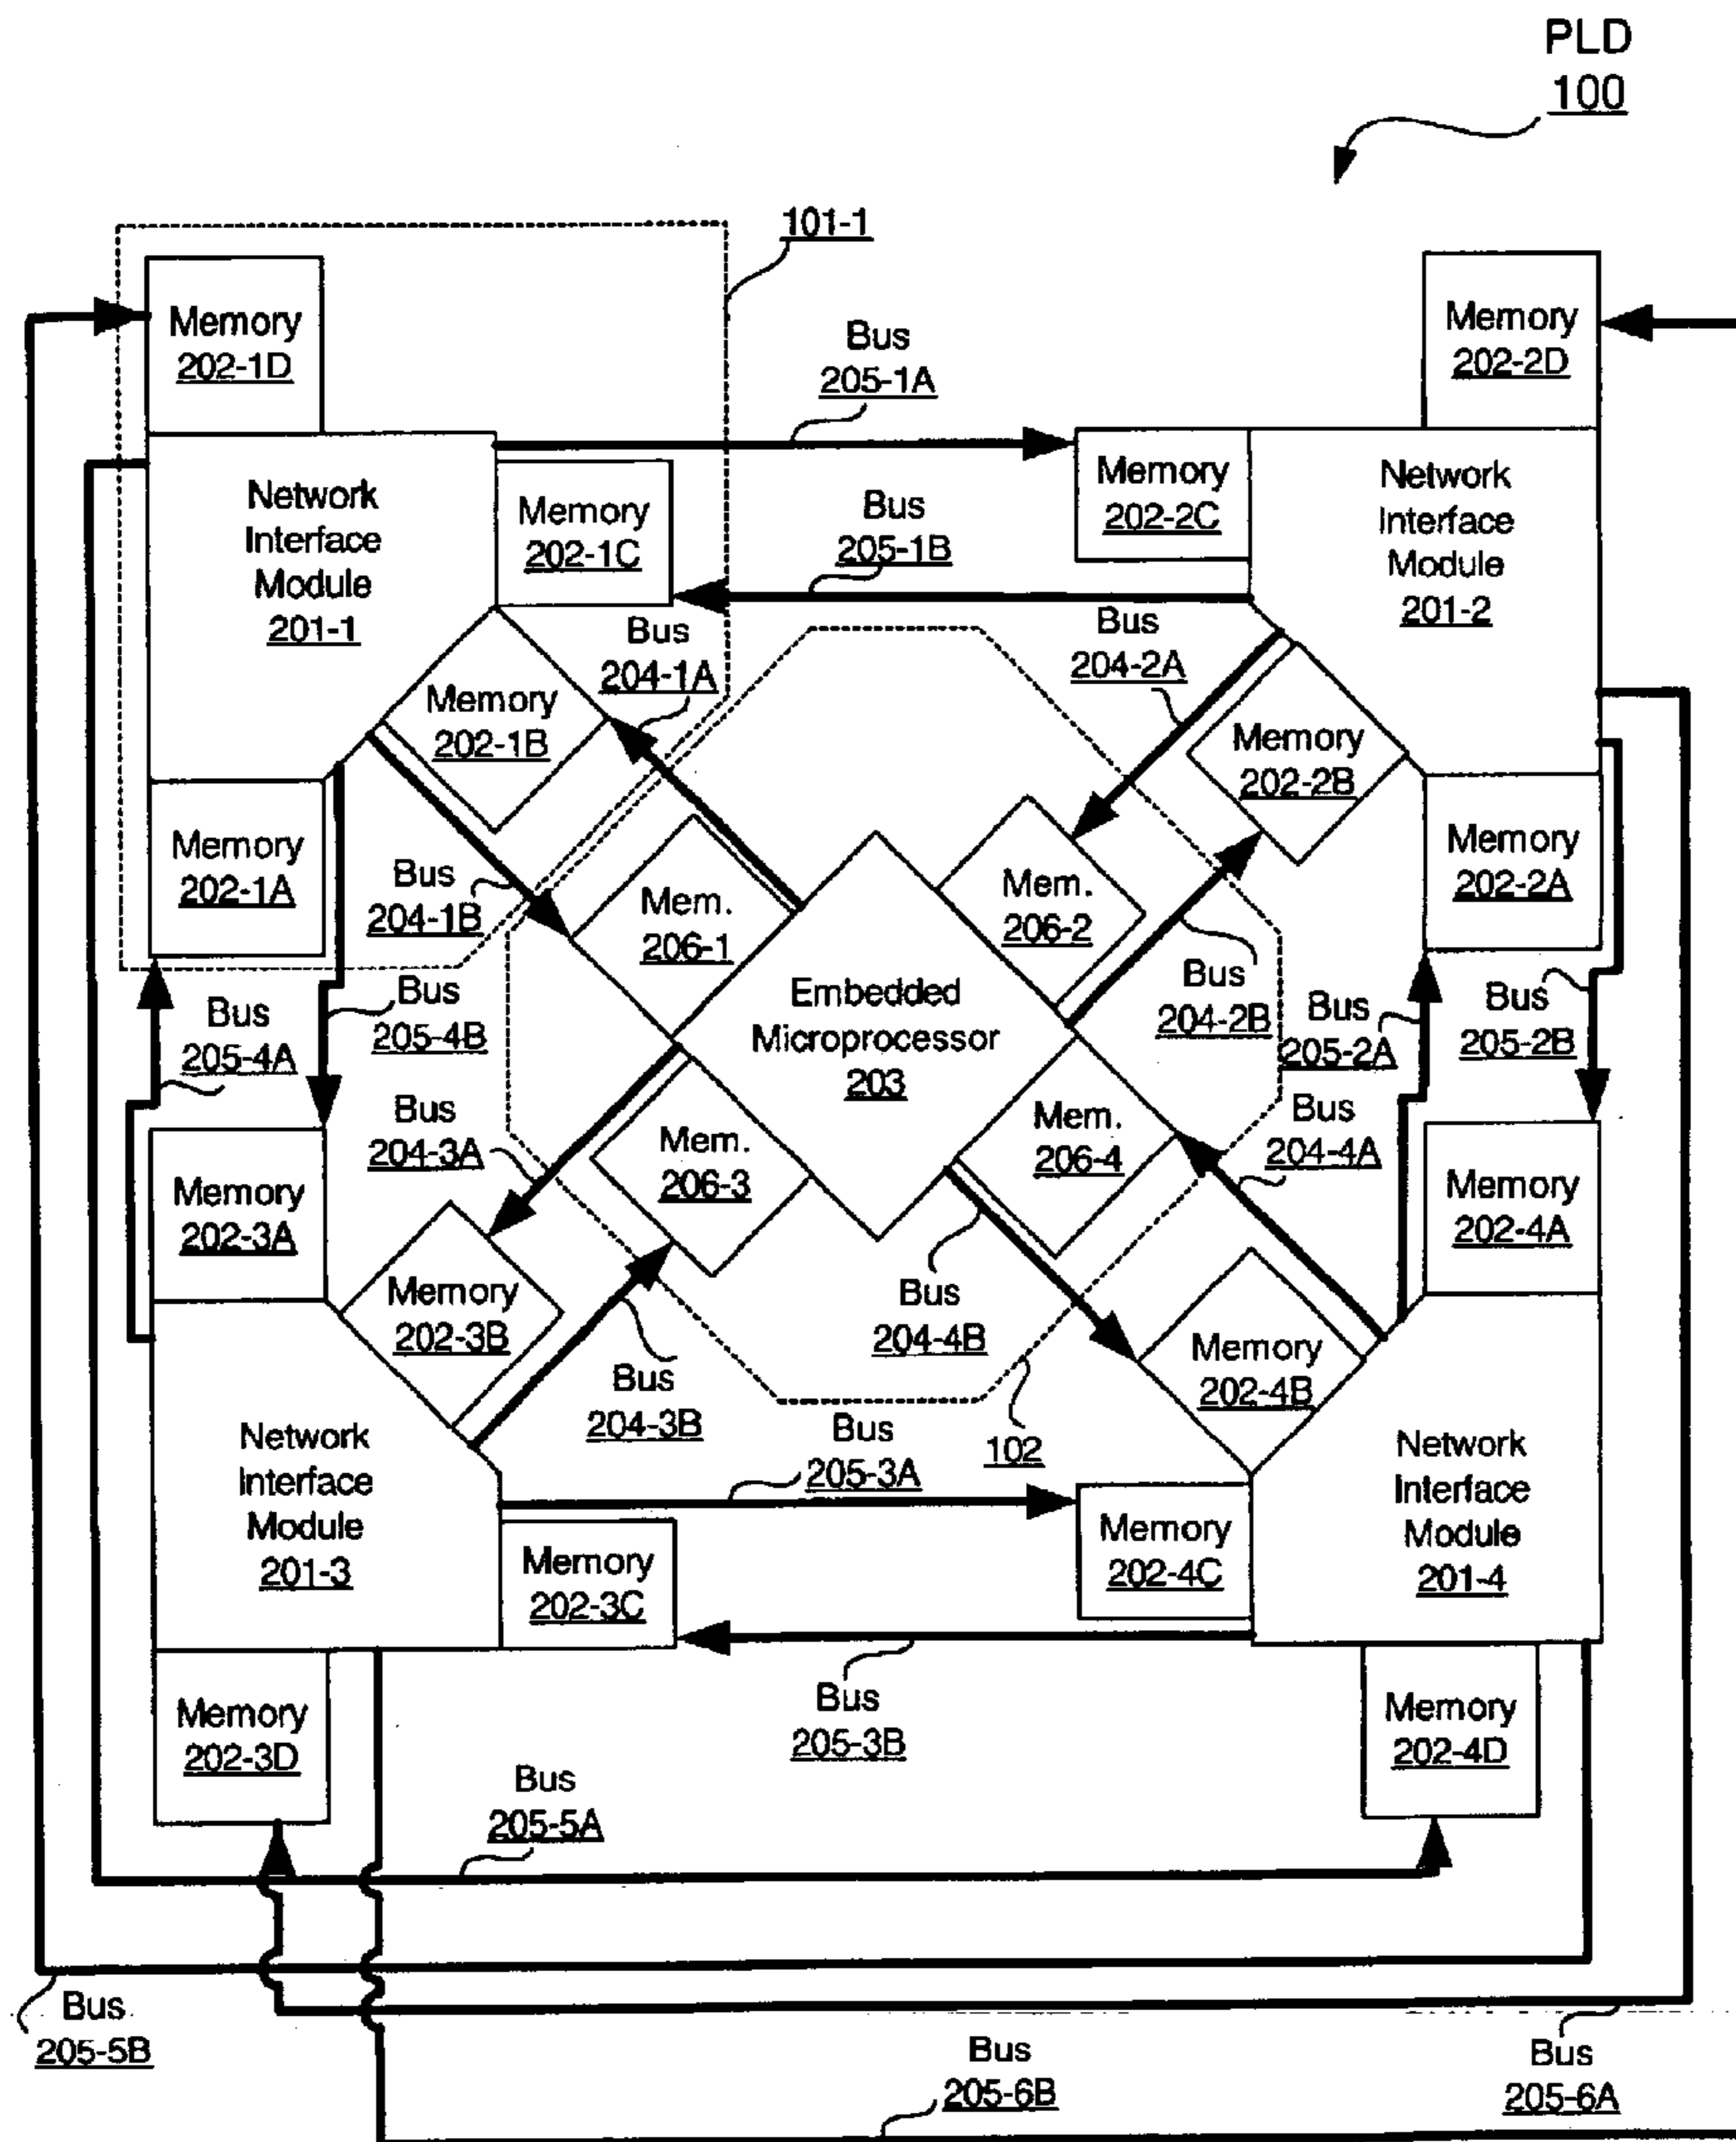 PLD
100
101-1
Memory
202-1D
Memory
202-2D
Bus
205-1A
Network
Interface
Module
201-1
Memory
202-1C
Bus
205-1B
Memory
202-2C
Network
Interface
Module
201-2
Bus
204-1A
Bus
204-2A
Memory
202-1B
Memory
202-2B
Memory
202-1A
Bus
204-1B
Mem.
206-1
Mem.
206-2
Memory
202-2A
Bus
204-2B
Embedded
Microprocessor
203
Bus
205-4A
Bus
205-4B
Bus
205-2A
Bus
205-2B
Bus
204-3A
Mem.
206-3
Mem.
206-4
Bus
204-4A
Memory
202-3A
Memory
202-4A
Memory
202-3B
Bus
204-4B
Memory
202-4B
Bus
204-3B
102
Network
Interface
Module
201-3
Bus
205-3A
Network
Interface
Module
201-4
Memory
202-3C
Memory
202-4C
Bus
205-3B
Memory
202-3D
Memory
202-4D
Bus
205-5A
Bus
205-5B
Bus
205-6B
Bus
205-6A